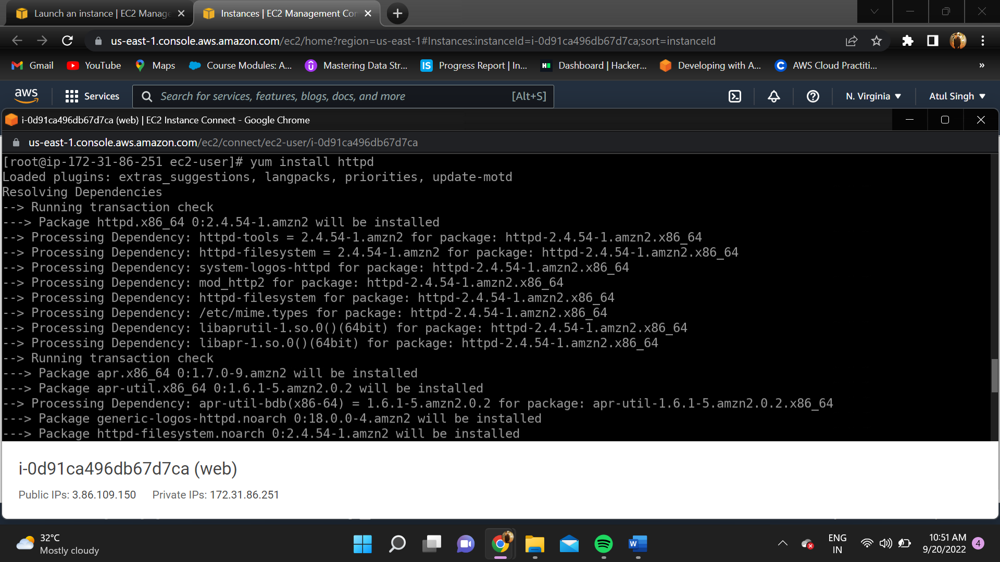 Launch an instance | EC2 Manage
Instances | EC2 Management Con
us-east-1.console.aws.amazon.com/ec2/home?region=us-east-1#Instances:instanceId=i-0d91ca496db67d7ca;sort=instanceId
Gmail
YouTube
Maps
Course Modules: A...
Mastering Data Str...
IS
Progress Report | In...
Dashboard | Hacker...
Developing with A...
AWS Cloud Practiti...
»
aws
Services
Search for services, features, blogs, docs, and more
[Alt+S]
N. Virginia
Atul Singh
i-0d91ca496db67d7ca (web) | EC2 Instance Connect - Google Chrome
us-east-1.console.aws.amazon.com/ec2/connect/ec2-user/i-0d91ca496db67d7ca
[root@ip-172-31-86-251 ec2-user]# yum install httpd
Loaded plugins: extras_suggestions, langpacks, priorities, update-motd
Resolving Dependencies
--> Running transaction check
---> Package httpd.x86_64 0:2.4.54-1.amzn2 will be installed
--> Processing Dependency: httpd-tools = 2.4.54-1.amzn2 for package: httpd-2.4.54-1.amzn2.x86_64
--> Processing Dependency: httpd-filesystem = 2.4.54-1.amzn2 for package: httpd-2.4.54-1.amzn2.x86_64
--> Processing Dependency: system-logos-httpd for package: httpd-2.4.54-1.amzn2.x86_64
--> Processing Dependency: mod_http2 for package: httpd-2.4.54-1.amzn2.x86_64
--> Processing Dependency: httpd-filesystem for package: httpd-2.4.54-1.amzn2.x86_64
--> Processing Dependency: /etc/mime.types for package: httpd-2.4.54-1.amzn2.x86_64
--> Processing Dependency: libaprutil-1.so.0()(64bit) for package: httpd-2.4.54-1.amzn2.x86_64
--> Processing Dependency: libapr-1.so.0()(64bit) for package: httpd-2.4.54-1.amzn2.x86_64
--> Running transaction check
---> Package apr.x86_64 0:1.7.0-9.amzn2 will be installed
---> Package apr-util.x86_64 0:1.6.1-5.amzn2.0.2 will be installed
--> Processing Dependency: apr-util-bdb(x86-64) = 1.6.1-5.amzn2.0.2 for package: apr-util-1.6.1-5.amzn2.0.2.x86_64
---> Package generic-logos-httpd.noarch 0:18.0.0-4.amzn2 will be installed
---> Package httpd-filesystem.noarch 0:2.4.54-1.amzn2 will be installed
i-0d91ca496db67d7ca (web)
Public IPs: 3.86.109.150 Private IPs: 172.31.86.251
32°C
Mostly cloudy
W
ENG
IN
10:51 AM
9/20/2022
4